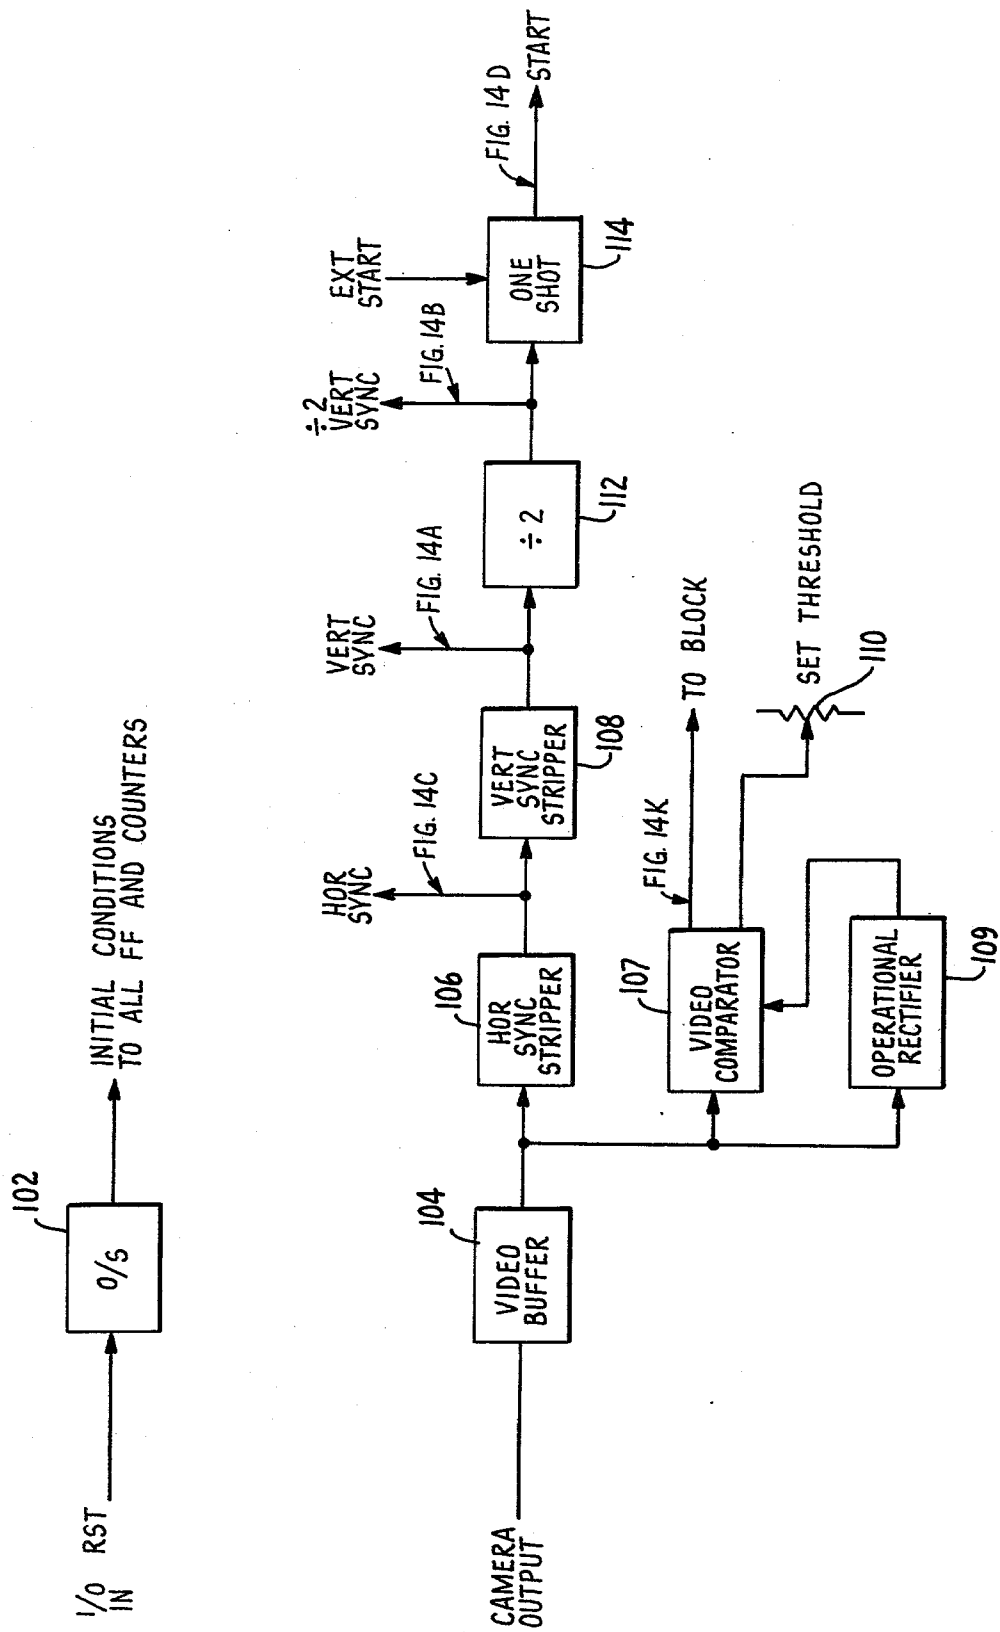 I/O RST
IN
102
O/S
INITIAL CONDITIONS
TO ALL FF AND COUNTERS
CAMERA
OUTPUT
104
VIDEO
BUFFER
106
HOR
SYNC
STRIPPER
HOR
SYNC
FIG. 14C
VERT
SYNC
STRIPPER
108
VERT
SYNC
FIG. 14A
÷ 2
112
÷ 2
VERT
SYNC
FIG. 14B
EXT
START
ONE
SHOT
114
FIG. 14D
START
107
VIDEO
COMPARATOR
FIG. 14K
TO BLOCK
SET THRESHOLD
110
OPERATIONAL
RECTIFIER
109